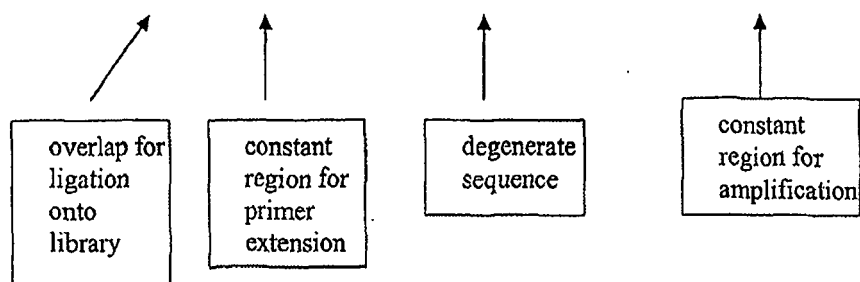 overlap for
ligation
onto
library
constant
region for
primer
extension
degenerate
sequence
constant
region for
amplification